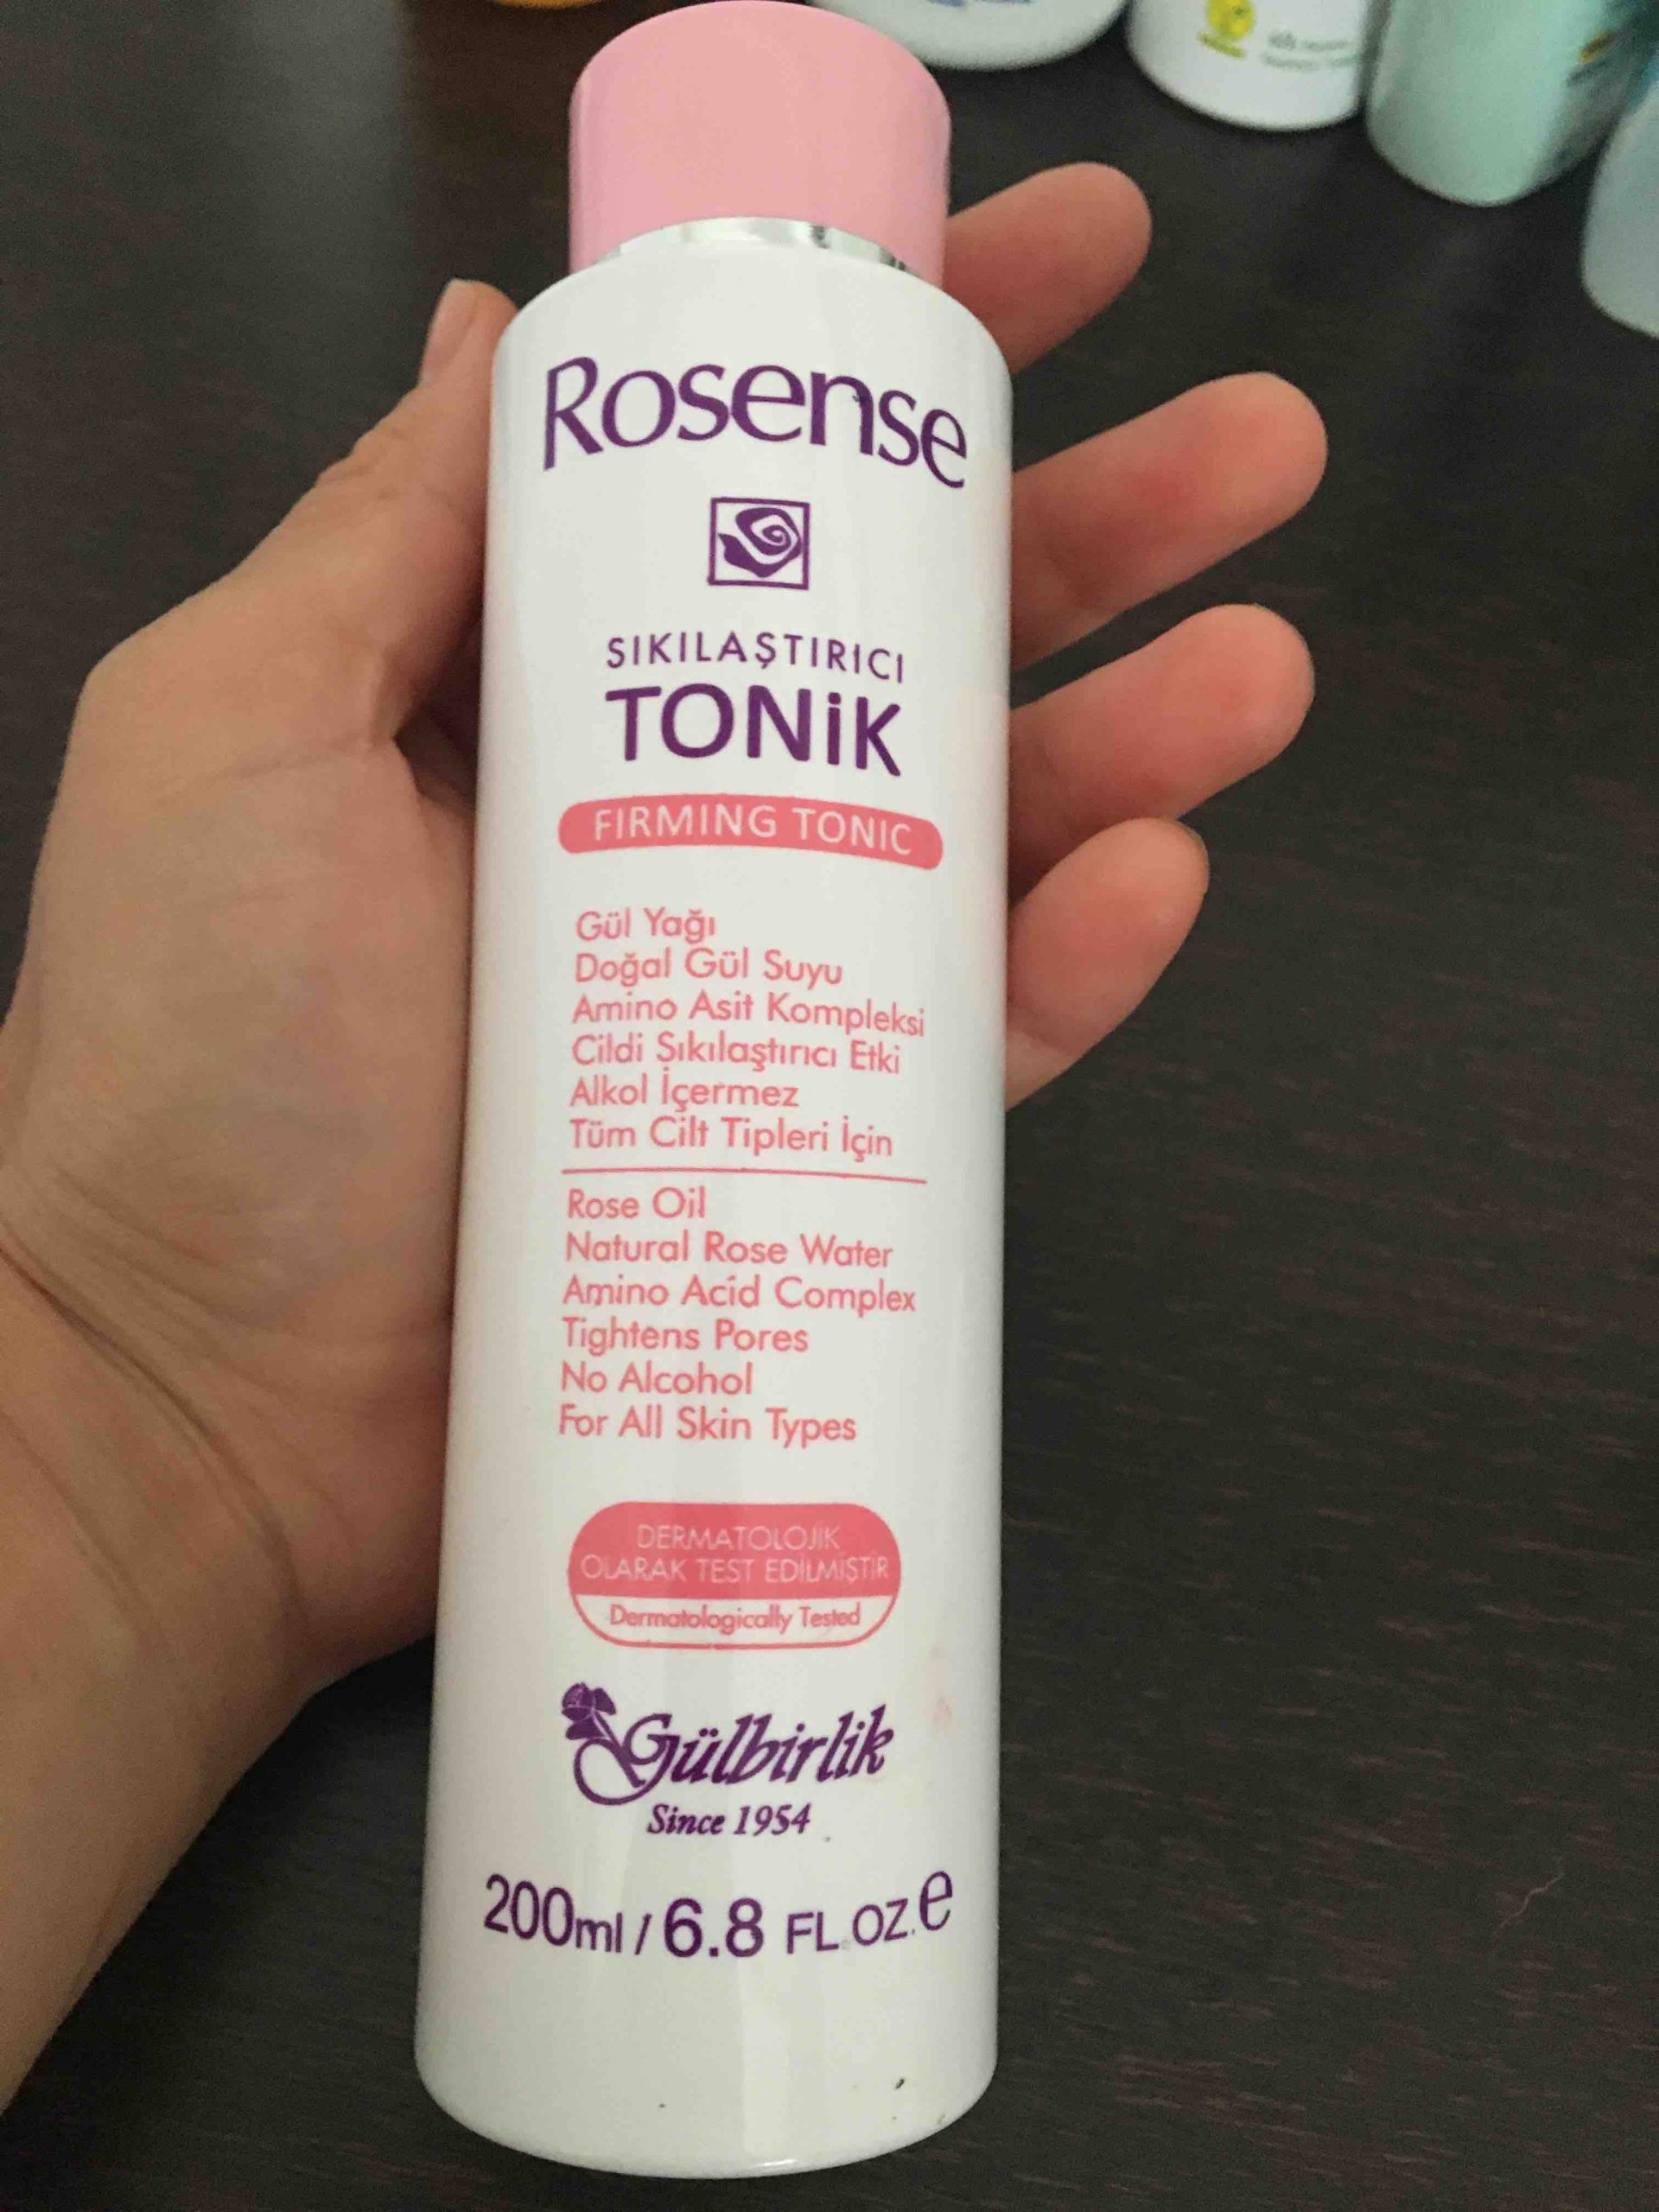 Rosense
SIKILAŞTIRICI
TONiK
FIRMING TONIC
Gül Yağı
Doğal Gül Suyu
Amino Asit Kompleksi
Cildi Sıkılaştırıcı Etki
Alkol İçermez
Tüm Cilt Tipleri İçin
Rose Oil
Natural Rose Water
Amino Acid Complex
Tightens Pores
No Alcohol
For All Skin Types
DERMATOLOJİK
OLARAK TEST EDİLMİŞTİR
Dermatologically Tested
Gülbirlik
Since 1954
200ml / 6.8 FL OZ. e